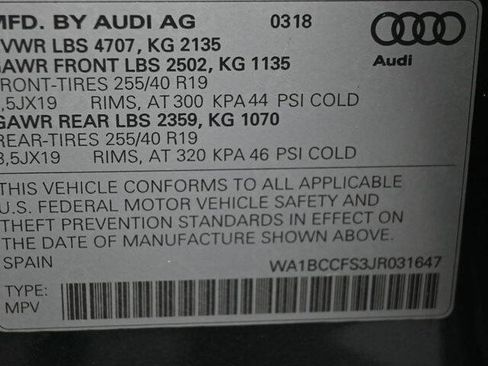 MFD. BY AUDI AG 0318
GVWR LBS 4707, KG 2135
GAWR FRONT LBS 2502, KG 1135
FRONT-TIRES 255/40 R19
8,5JX19 RIMS, AT 300 KPA 44 PSI COLD
GAWR REAR LBS 2359, KG 1070
REAR-TIRES 255/40 R19
8,5JX19 RIMS, AT 320 KPA 46 PSI COLD
Audi
THIS VEHICLE CONFORMS TO ALL APPLICABLE
U.S. FEDERAL MOTOR VEHICLE SAFETY AND
THEFT PREVENTION STANDARDS IN EFFECT ON
THE DATE OF MANUFACTURE SHOWN ABOVE.
SPAIN WA1BCCFS3JR031647
TYPE:
MPV